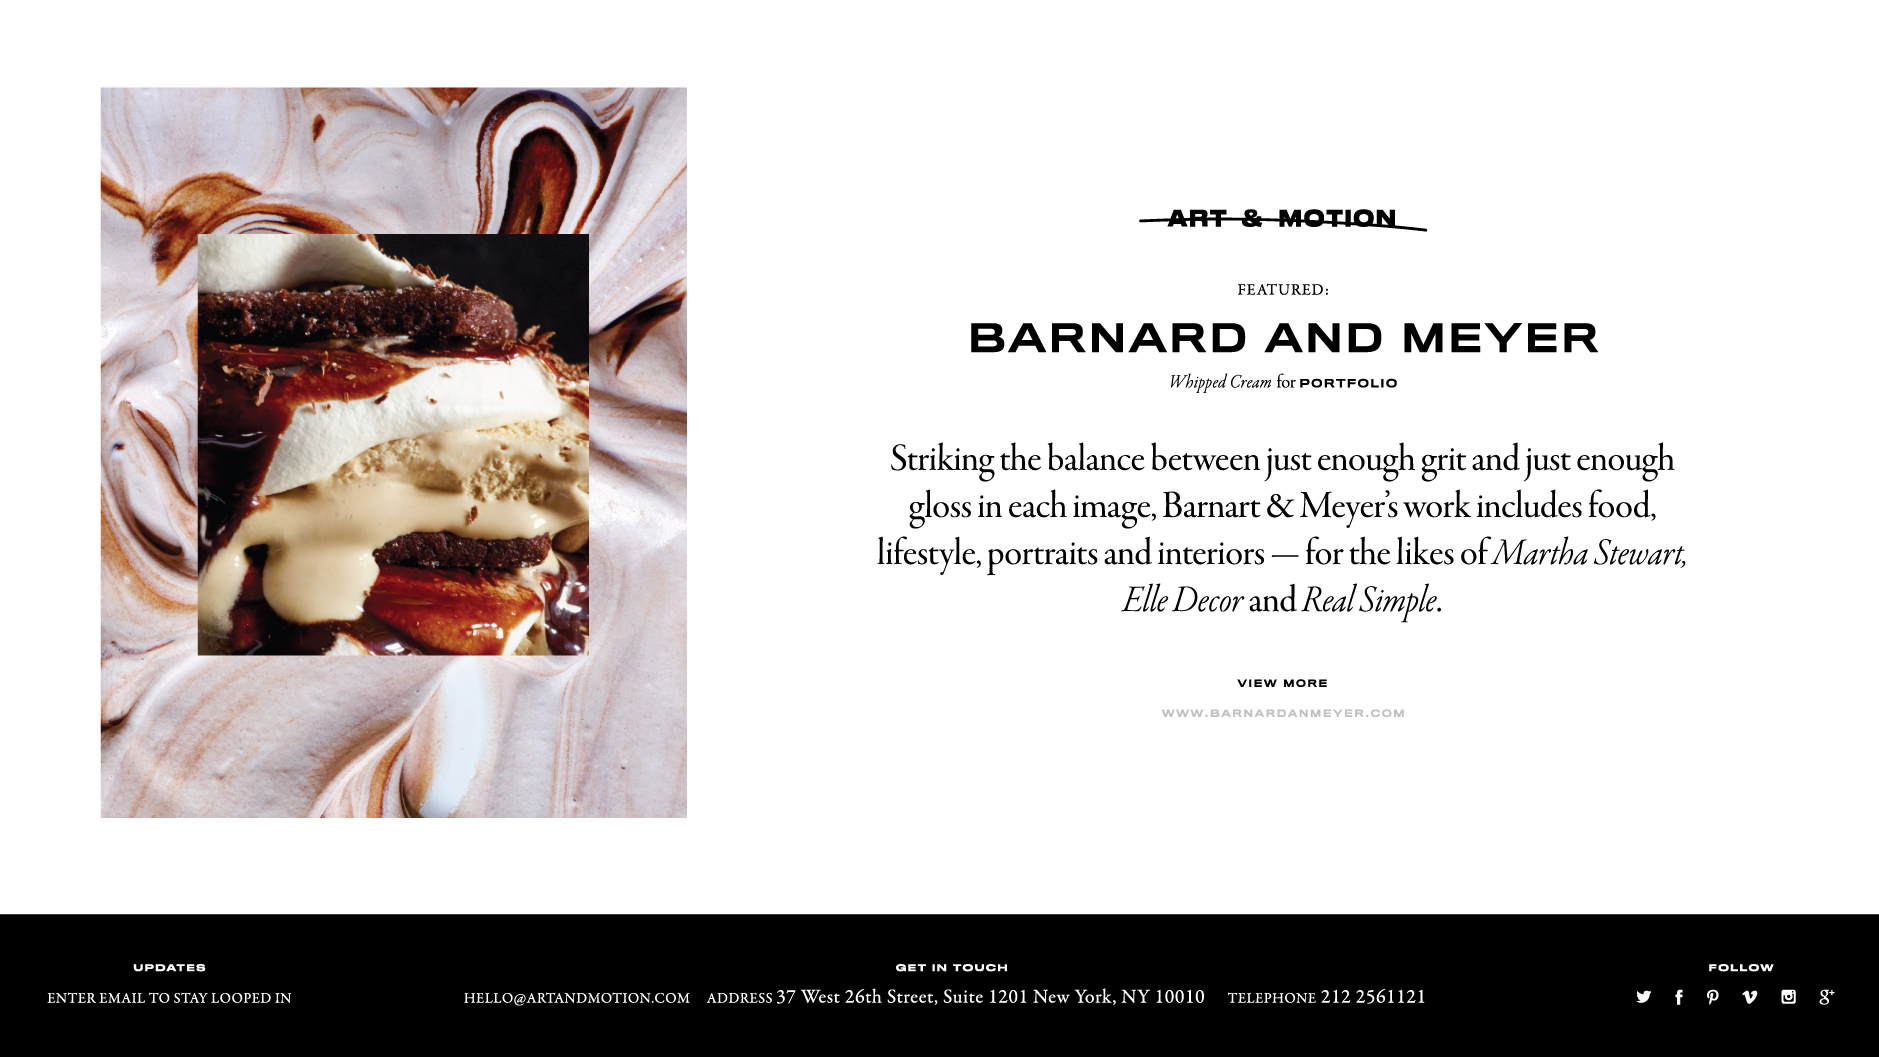 ART & MOTION
FEATURED:
BARNARD AND MEYER
Whipped Cream for PORTFOLIO
Striking the balance between just enough grit and just enough
gloss in each image, Barnart & Meyer's work includes food,
lifestyle, portraits and interiors — for the likes of Martha Stewart,
Elle Decor and Real Simple.
VIEW MORE
WWW.BARNARDANMEYER.COM
UPDATES
ENTER EMAIL TO STAY LOOPED IN
GET IN TOUCH
HELLO@ARTANDMOTION.COM ADDRESS 37 West 26th Street, Suite 1201 New York, NY 10010 TELEPHONE 212 2561121
FOLLOW